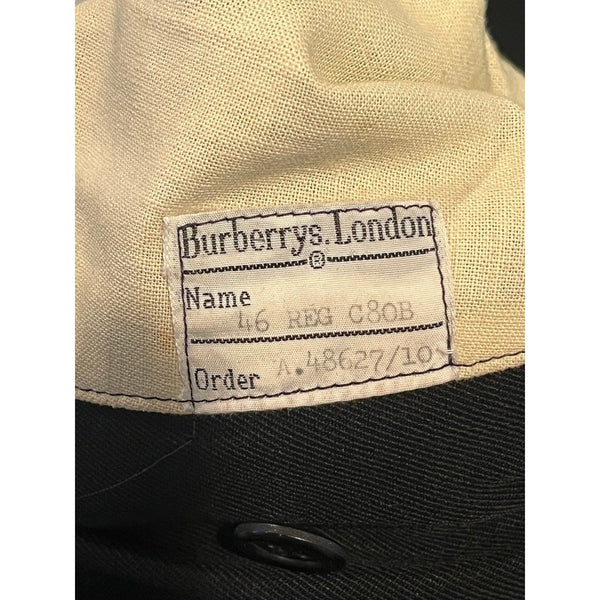 Burberrys. London
®
Name
46 REG C80B
Order A.48627/10